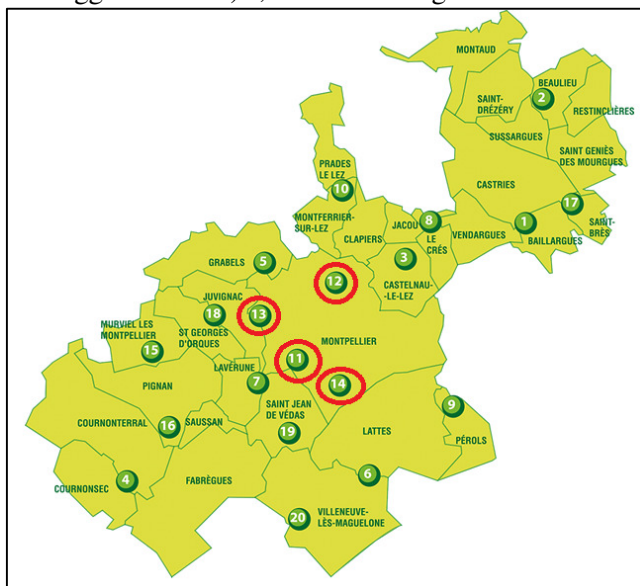 MONTAUD
BEAULIEU
2
SAINT-
DRÉZÉRY
RESTINCLIÈRES
SUSSARGUES
SAINT GENIÈS
DES MOURGUES
PRADES
LE LEZ
10
CASTRIES
17
MONTFERRIER-
SUR-LEZ
JACOU
8
LE
CRÉS
VENDARGUES
1
BAILLARGUES
SAINT-
BRÈS
CLAPIERS
GRABELS
5
3
CASTELNAU-
LE-LEZ
12
JUVIGNAC
18
13
ST GEORGES
D'ORQUES
MURVIEL LES
MONTPELLIER
15
MONTPELLIER
11
LAVÉRUNE
7
14
PIGNAN
SAINT JEAN
DE VÉDAS
19
9
PÉROLS
COURNONTERRAL
16
SAUSSAN
LATTES
6
COURNONSEC
4
FABRÈGUES
20
VILLENEUVE-
LÈS-MAGUELONE